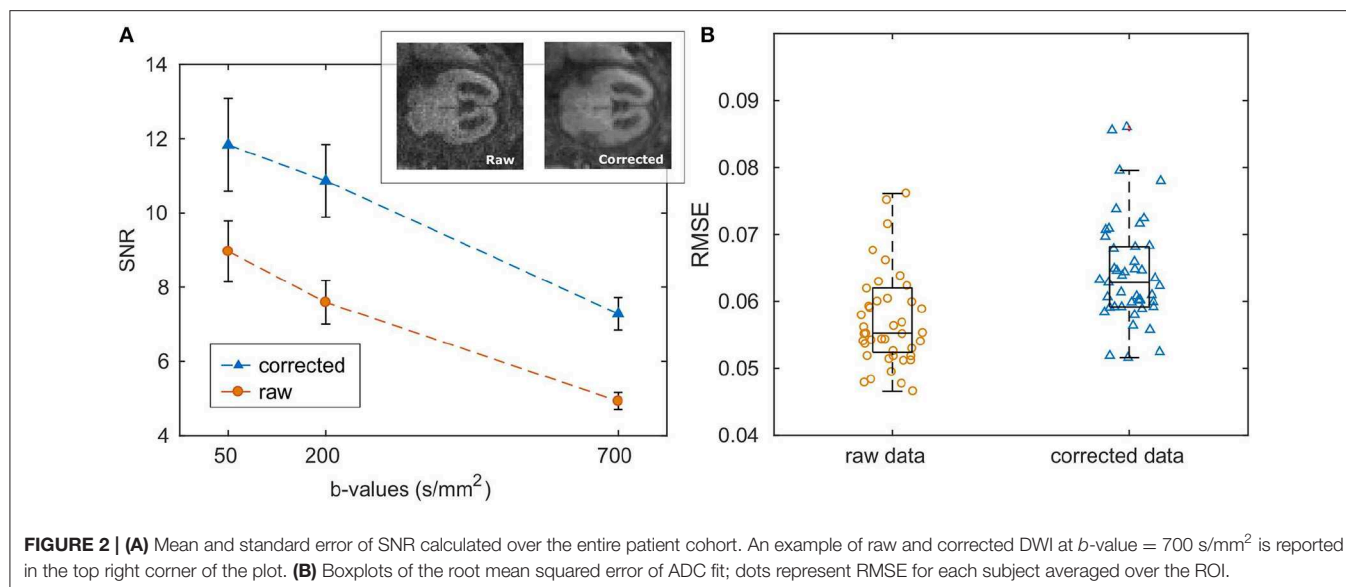 A
14
12
10
8
6
4
SNR
50
200
700
b-values (s/mm²)
corrected
raw
Raw
Corrected
B
0.09
0.08
0.07
0.06
0.05
0.04
RMSE
raw data
corrected data
FIGURE 2 | (A) Mean and standard error of SNR calculated over the entire patient cohort. An example of raw and corrected DWI at b-value = 700 s/mm² is reported
in the top right corner of the plot. (B) Boxplots of the root mean squared error of ADC fit; dots represent RMSE for each subject averaged over the ROI.